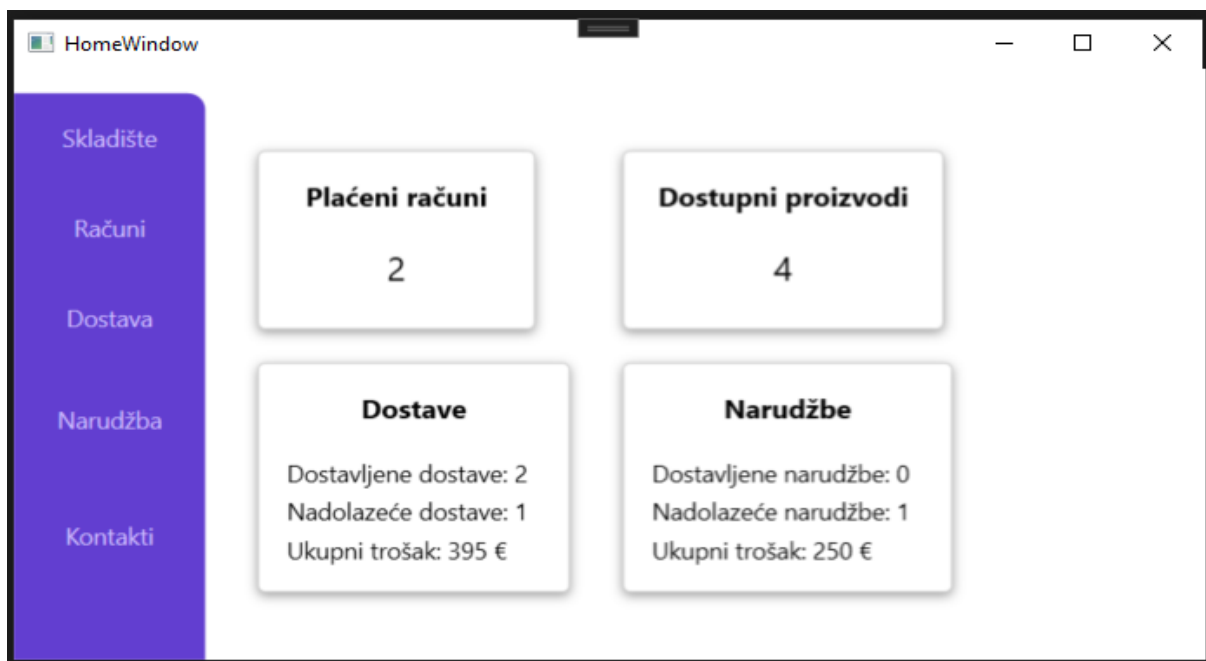 HomeWindow
Skladište
Računi
Dostava
Narudžba
Kontakti
Plaćeni računi
2
Dostupni proizvodi
4
Dostave
Dostavljene dostave: 2
Nadolazeće dostave: 1
Ukupni trošak: 395 €
Narudžbe
Dostavljene narudžbe: 0
Nadolazeće narudžbe: 1
Ukupni trošak: 250 €